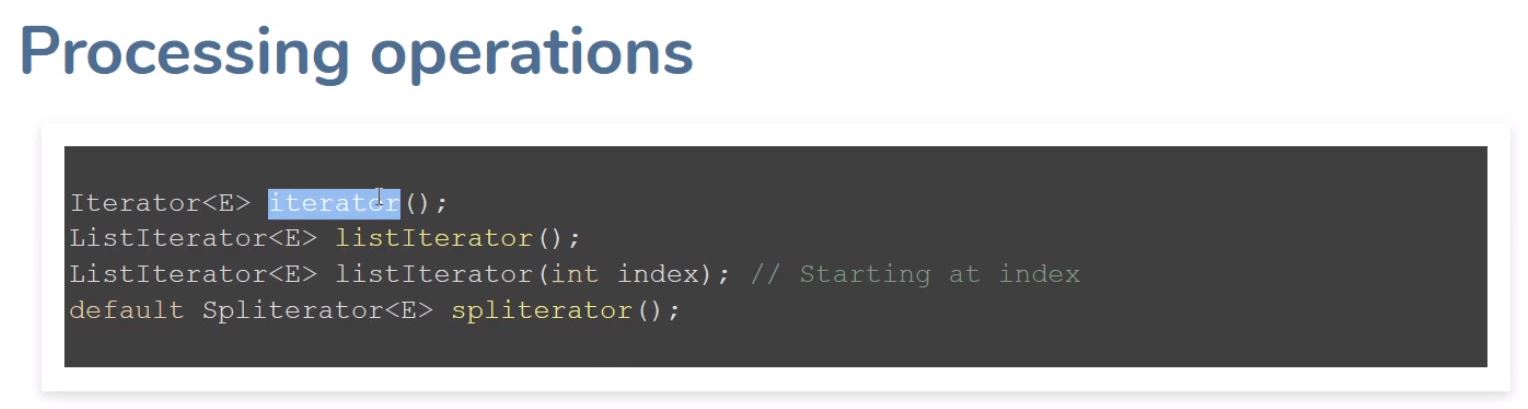 Processing operations
Iterator<E> iterator();
ListIterator<E> listIterator();
ListIterator<E> listIterator(int index); // Starting at index
default Spliterator<E> spliterator();